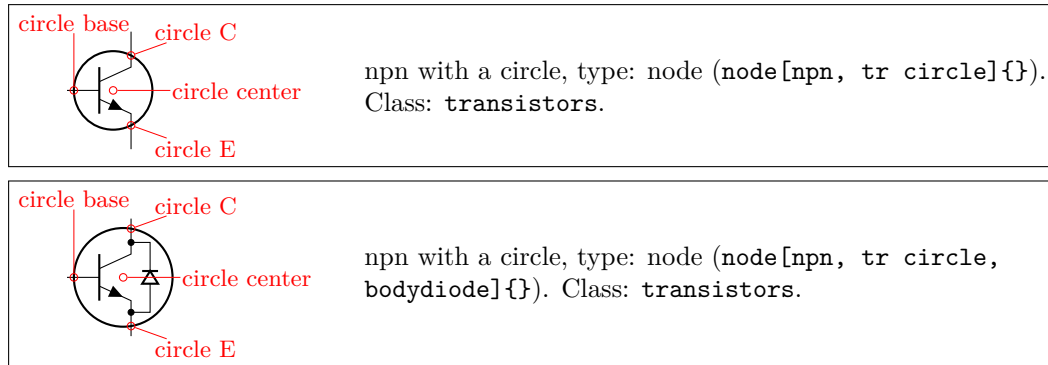 circle base
circle C
circle center
circle E
npn with a circle, type: node (node[npn, tr circle]{}).
Class: transistors.
circle base
circle C
circle center
circle E
npn with a circle, type: node (node[npn, tr circle,
bodydiode]{}). Class: transistors.